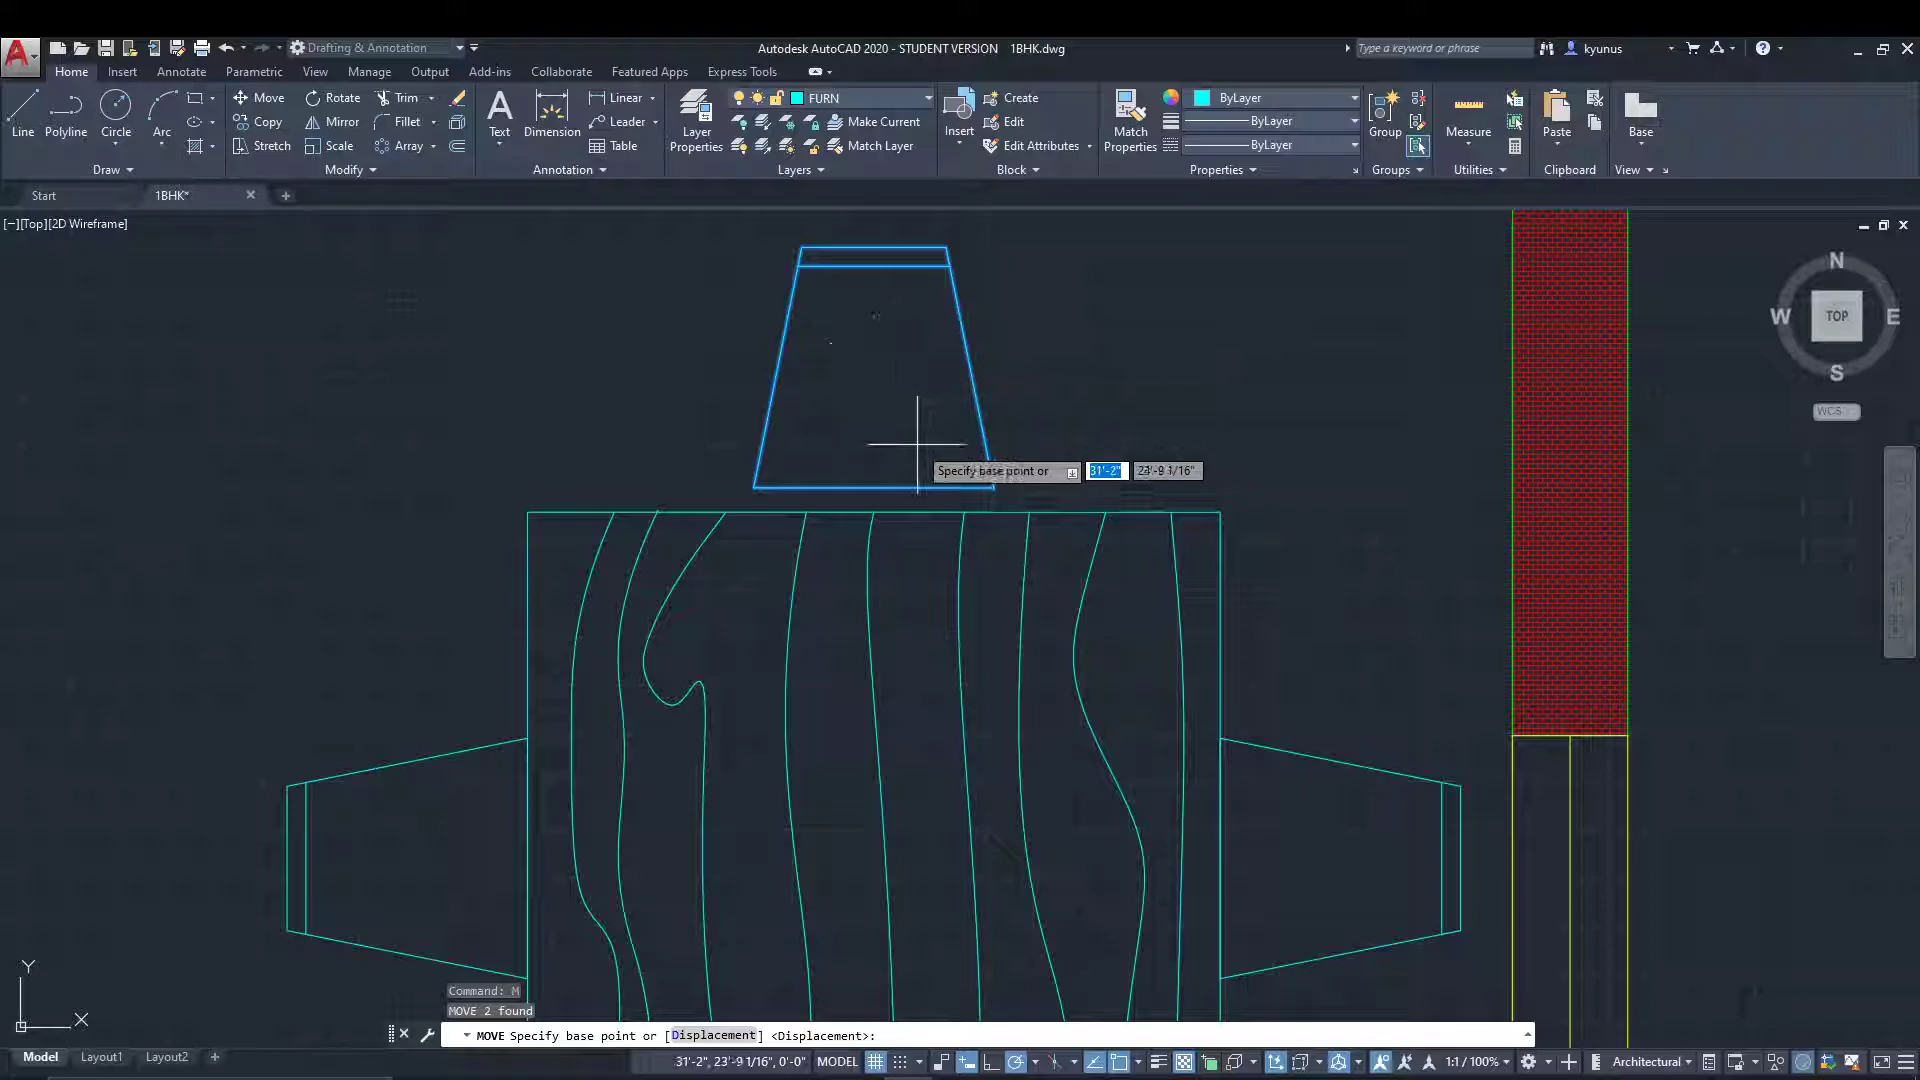 Drafting & Annotation
Autodesk AutoCAD 2020 - STUDENT VERSION 1BHK.dwg
Type a keyword or phrase
kyunus
Home Insert Annotate Parametric View Manage Output Add-ins Collaborate Featured Apps Express Tools
Line Polyline Circle Arc
Move Rotate Trim
Copy Mirror Fillet
Stretch Scale Array
Text Dimension
Linear
Leader
Table
Layer Properties
FURN
Make Current
Match Layer
Insert
Create
Edit
Edit Attributes
Match Properties
ByLayer
ByLayer
ByLayer
Group
Measure
Paste
Base
Draw Modify Annotation Layers Block Properties Groups Utilities Clipboard View
Start 1BHK*
[−][Top][2D Wireframe]
N
W TOP E
S
WCS
Specify base point or 31'-2" 23'-9 1/16"
Y
X
Command: M
MOVE 2 found
MOVE Specify base point or [Displacement] <Displacement>:
Model Layout1 Layout2
31'-2", 23'-9 1/16", 0'-0" MODEL 1:1 / 100% Architectural